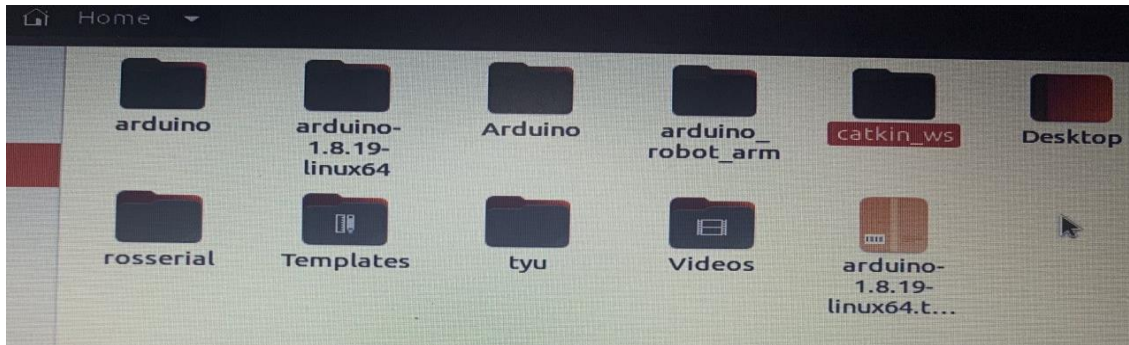 Home
arduino
arduino-
1.8.19-
linux64
Arduino
arduino_
robot_arm
catkin_ws
Desktop
rosserial
Templates
tyu
Videos
arduino-
1.8.19-
linux64.t...